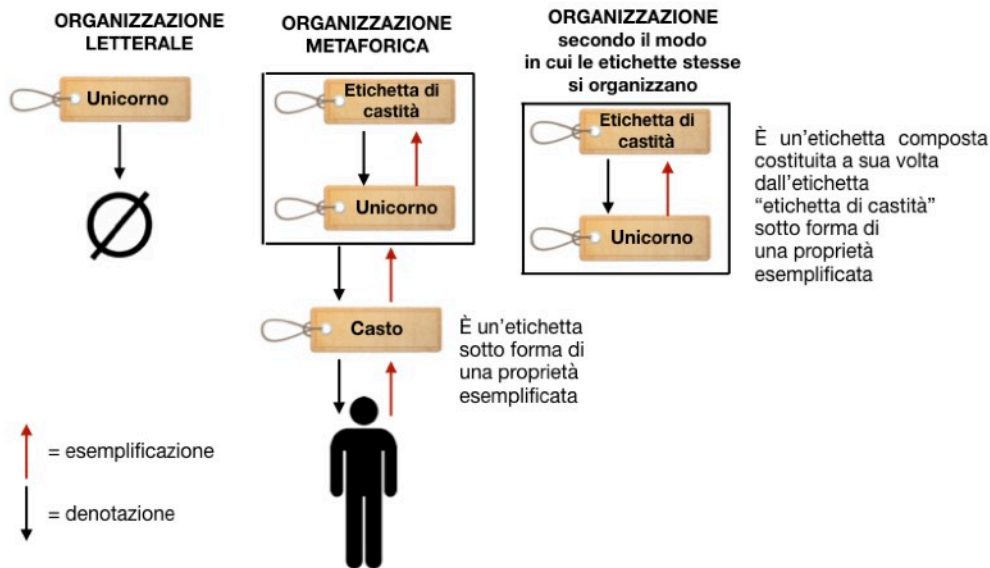 ORGANIZZAZIONE
LETTERALE
Unicorno
ORGANIZZAZIONE
METAFORICA
Etichetta di
castità
Unicorno
Casto
È un'etichetta
sotto forma di
una proprietà
esemplificata
ORGANIZZAZIONE
secondo il modo
in cui le etichette stesse
si organizzano
Etichetta di
castità
Unicorno
È un'etichetta composta
costituita a sua volta
dall'etichetta
“etichetta di castità”
sotto forma di
una proprietà
esemplificata
= esemplificazione
= denotazione